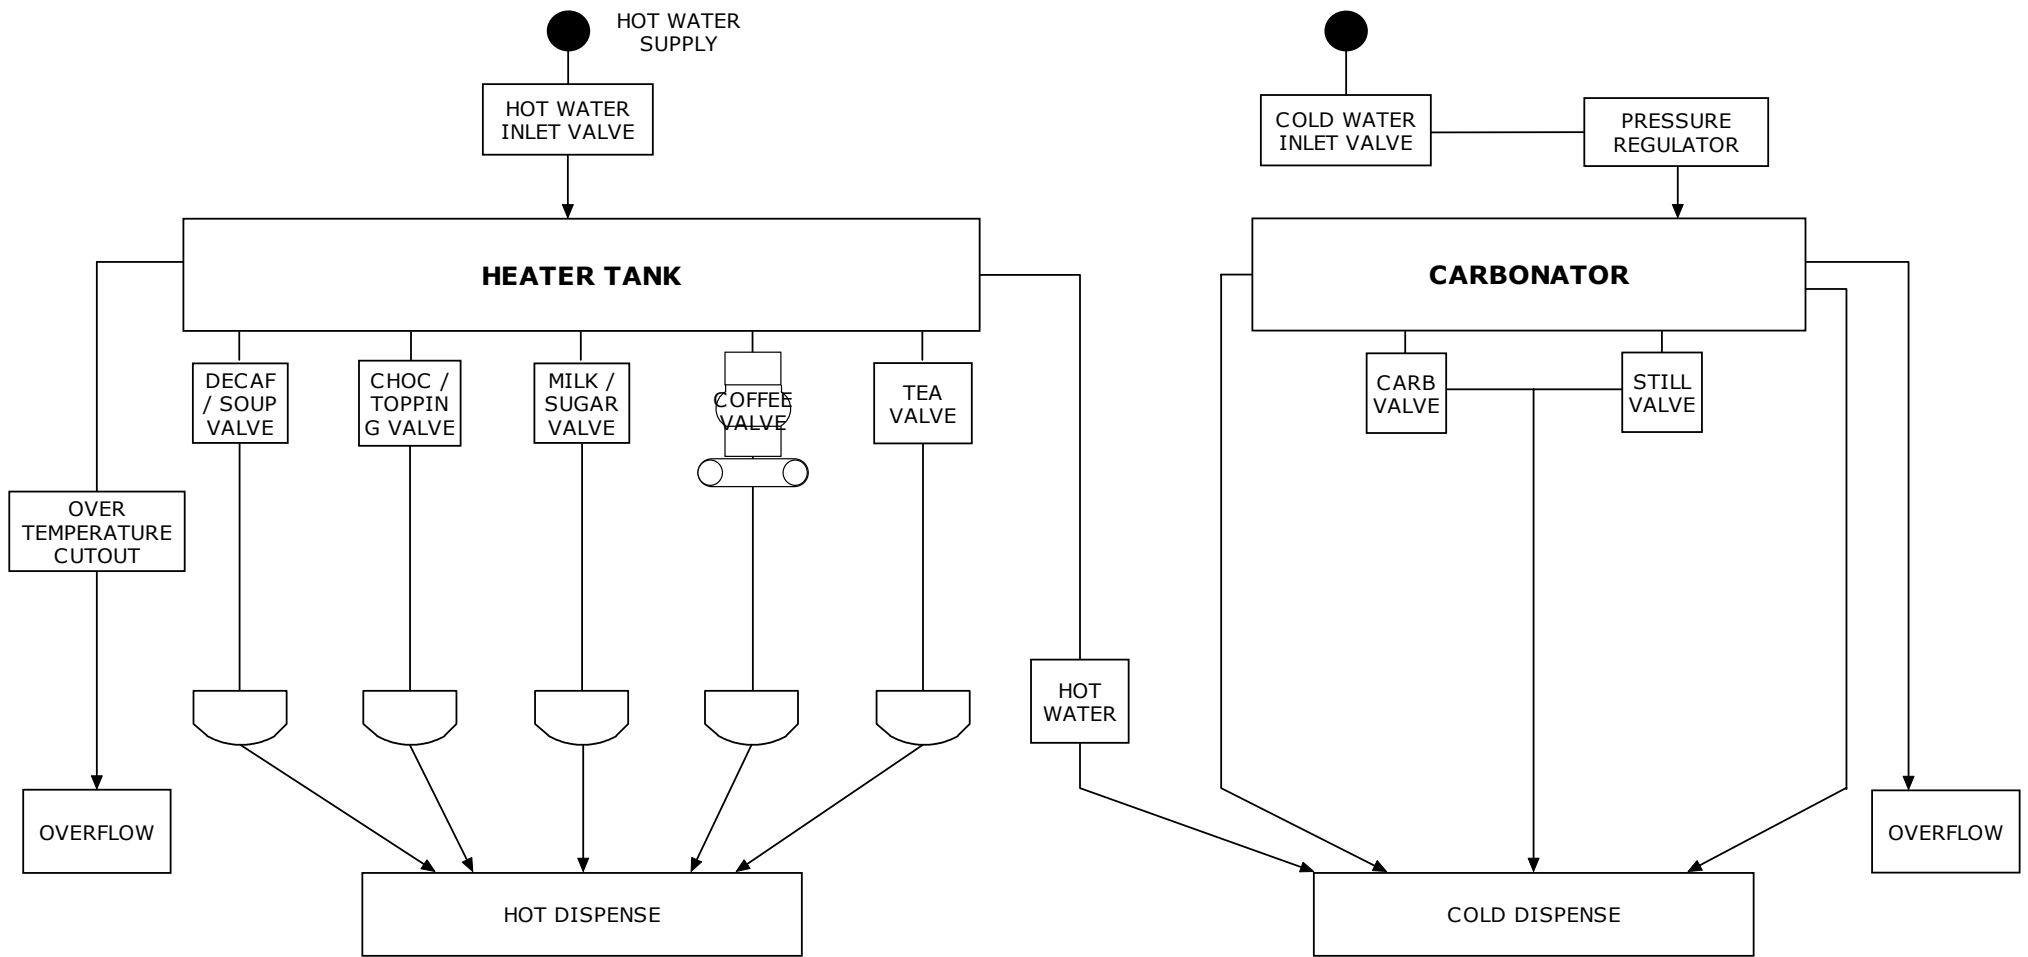 HOT WATER
SUPPLY
HOT WATER
INLET VALVE
COLD WATER
INLET VALVE
PRESSURE
REGULATOR
HEATER TANK
CARBONATOR
DECAF
/ SOUP
VALVE
CHOC /
TOPPIN
G VALVE
MILK /
SUGAR
VALVE
COFFEE
VALVE
TEA
VALVE
CARB
VALVE
STILL
VALVE
OVER
TEMPERATURE
CUTOUT
HOT
WATER
OVERFLOW
OVERFLOW
HOT DISPENSE
COLD DISPENSE